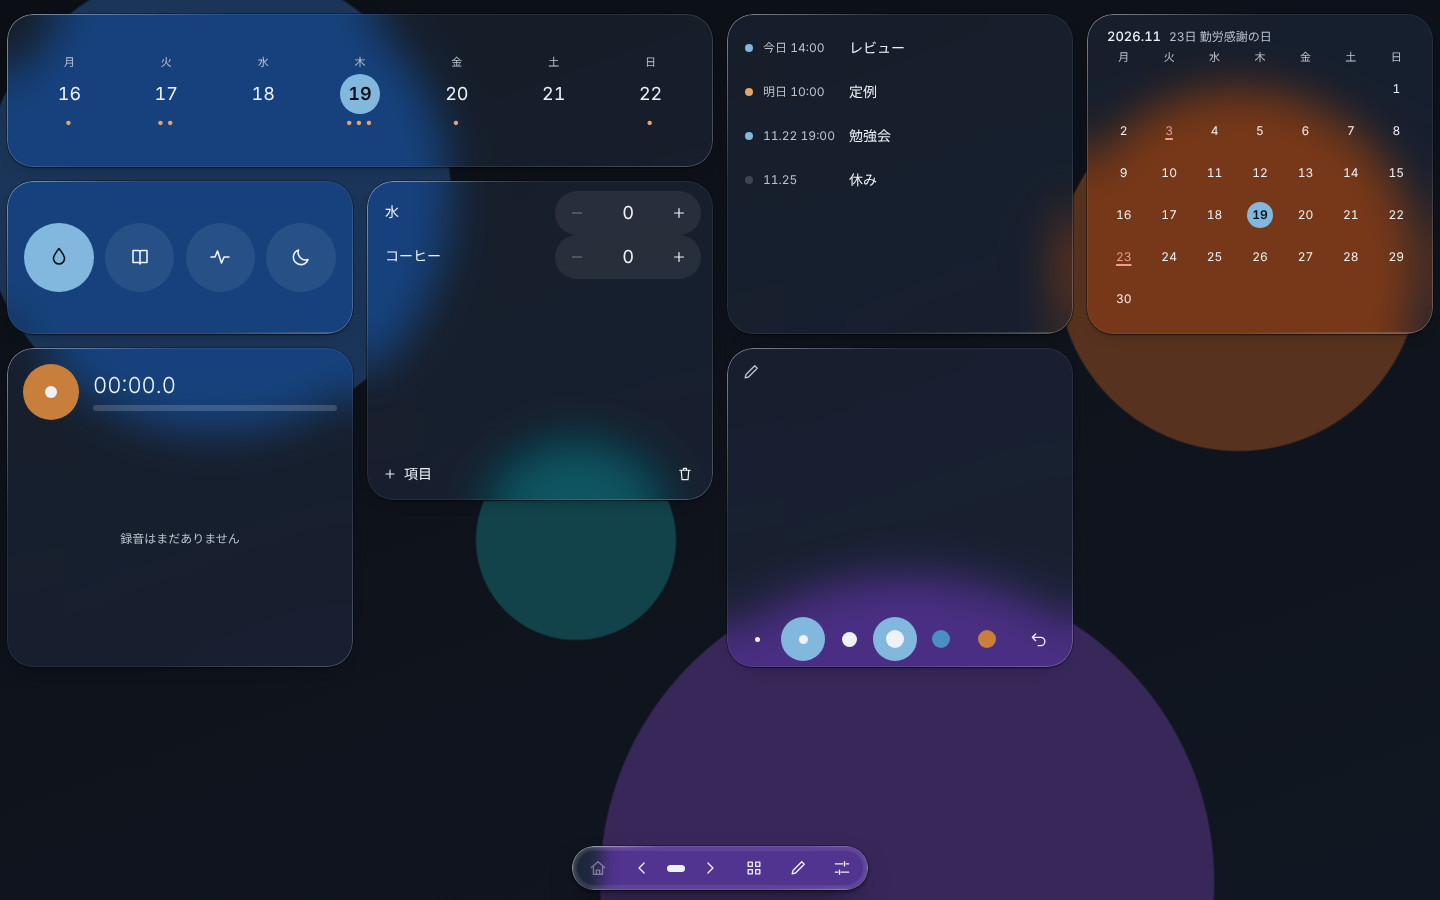 月 火 水 木 金 土 日
16 17 18 19 20 21 22
水 0
コーヒー 0
+ 項目
00:00.0
録音はまだありません
今日 14:00 レビュー
明日 10:00 定例
11.22 19:00 勉強会
11.25 休み
2026.11 23日 勤労感謝の日
月 火 水 木 金 土 日
1
2 3 4 5 6 7 8
9 10 11 12 13 14 15
16 17 18 19 20 21 22
23 24 25 26 27 28 29
30